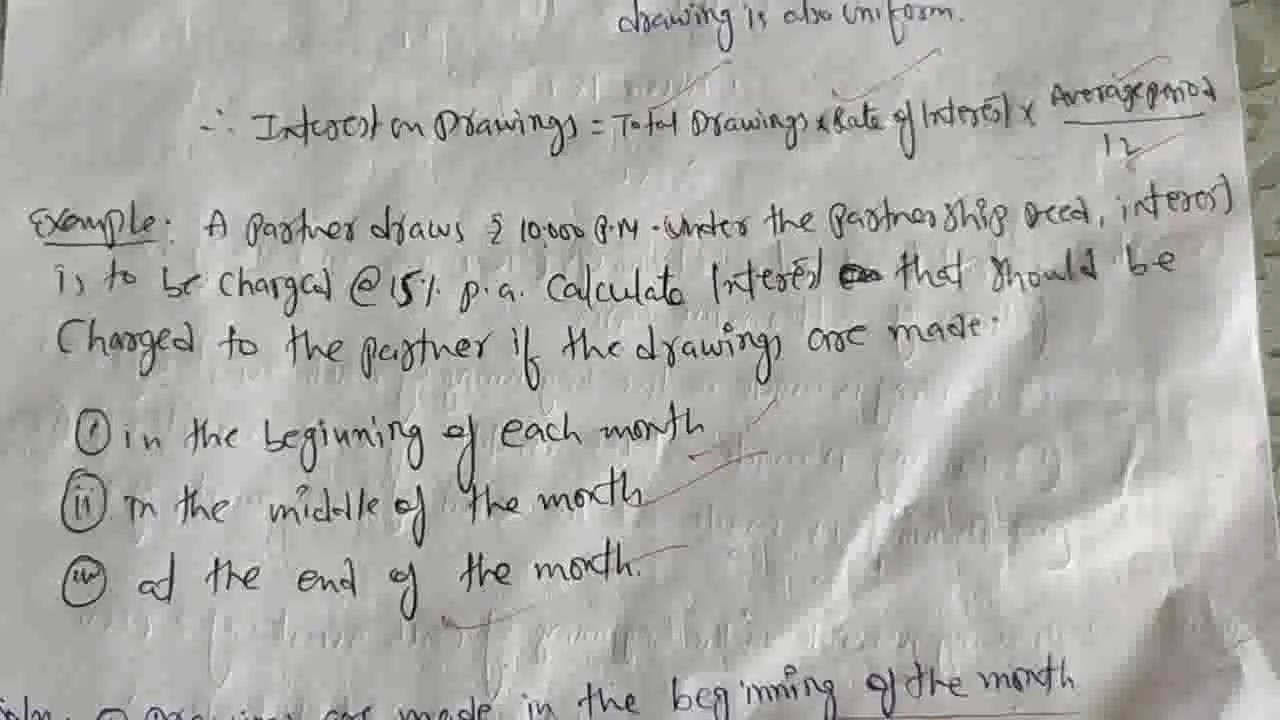 drawing is also uniform.
∴ Interest on Drawings = Total Drawings × Rate of Interest × Average period / 12
Example: A partner draws ₹ 10,000 P.M. Under the partnership deed, interest
is to be charged @ 15% p.a. Calculate Interest that should be
Charged to the partner if the drawings are made:
(i) in the beginning of each month
(ii) in the middle of the month
(iii) at the end of the month.
made in the beginning of the month